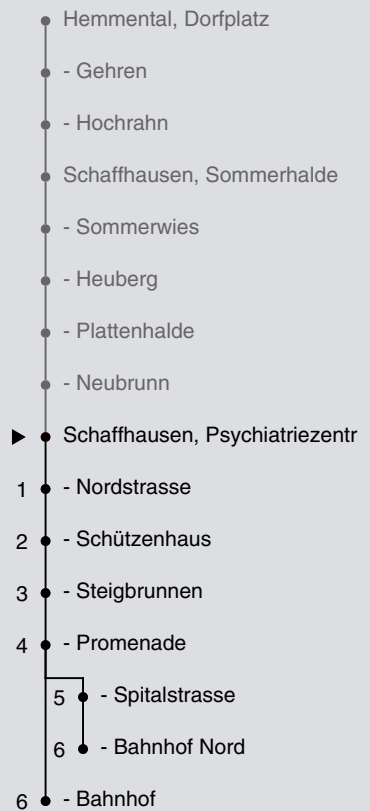 Hemmental, Dorfplatz
- Gehren
- Hochrahn
Schaffhausen, Sommerhalde
- Sommerwies
- Heuberg
- Plattenhalde
- Neubrunn
Schaffhausen, Psychiatriezentr
1 - Nordstrasse
2 - Schützenhaus
3 - Steigbrunnen
4 - Promenade
5 - Spitalstrasse
6 - Bahnhof Nord
6 - Bahnhof